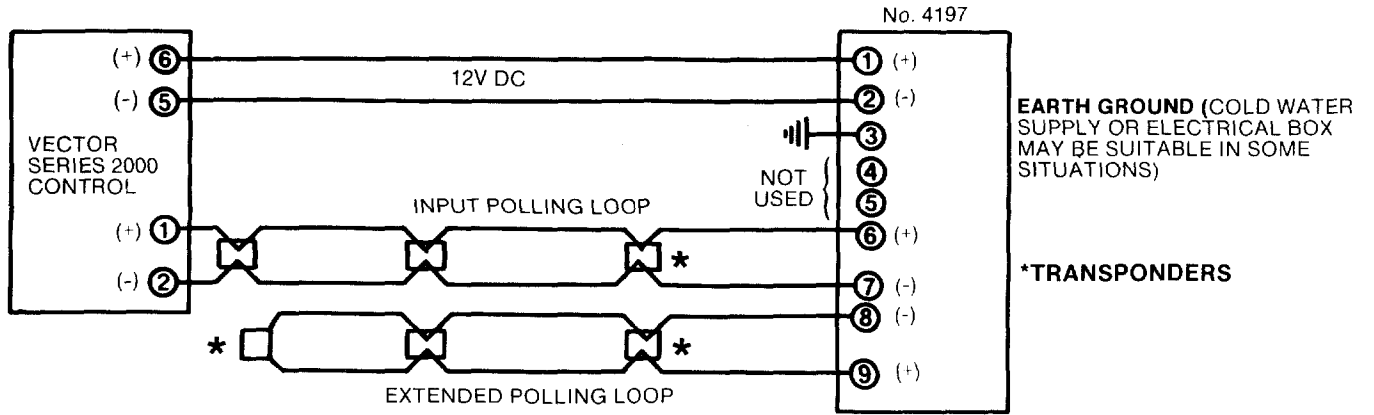 No. 4197
(+) 6
12V DC
(-) 5
VECTOR
SERIES 2000
CONTROL
(+) 1
(-) 2
INPUT POLLING LOOP
*
*
*
EXTENDED POLLING LOOP
NOT
USED
1 (+)
2 (-)
3
4
5
6 (+)
7 (-)
8 (-)
9 (+)
EARTH GROUND (COLD WATER
SUPPLY OR ELECTRICAL BOX
MAY BE SUITABLE IN SOME
SITUATIONS)
*TRANSPONDERS